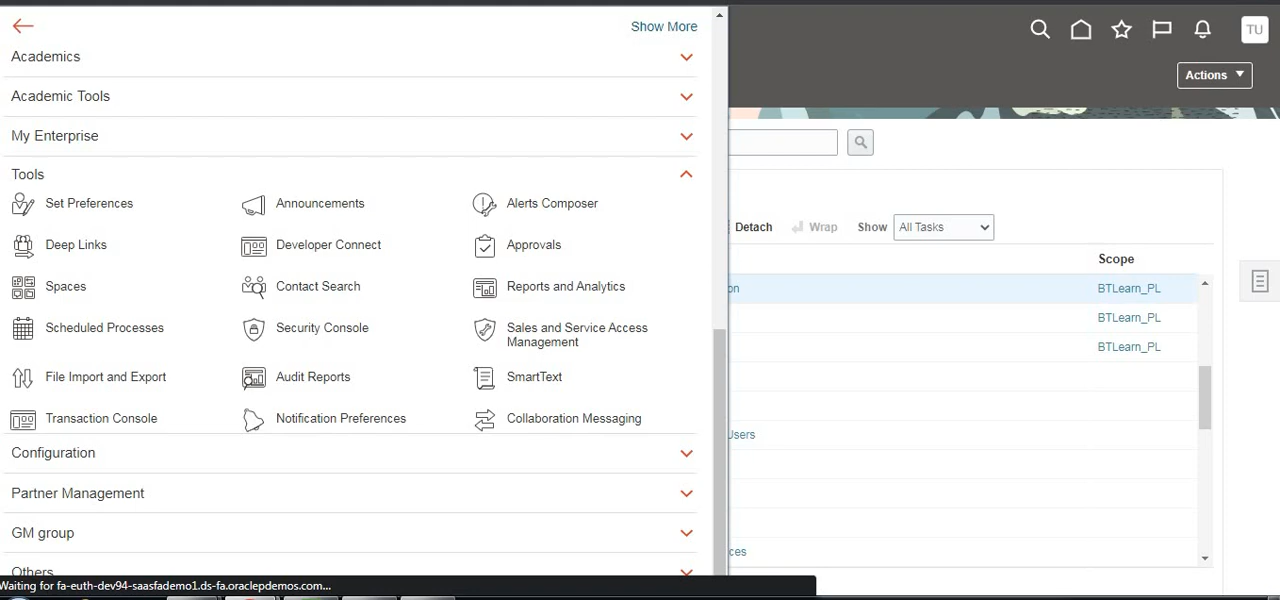 Show More
TU
Academics
Actions
Academic Tools
My Enterprise
Tools
Set Preferences Announcements Alerts Composer
Detach Wrap Show All Tasks
Deep Links Developer Connect Approvals
Scope
Spaces Contact Search Reports and Analytics
on BTLearn_PL
BTLearn_PL
Scheduled Processes Security Console Sales and Service Access
Management
BTLearn_PL
File Import and Export Audit Reports SmartText
Transaction Console Notification Preferences Collaboration Messaging
Users
Configuration
Partner Management
GM group
ces
Others
Waiting for fa-euth-dev94-saasfademo1.ds-fa.oraclepdemos.com...